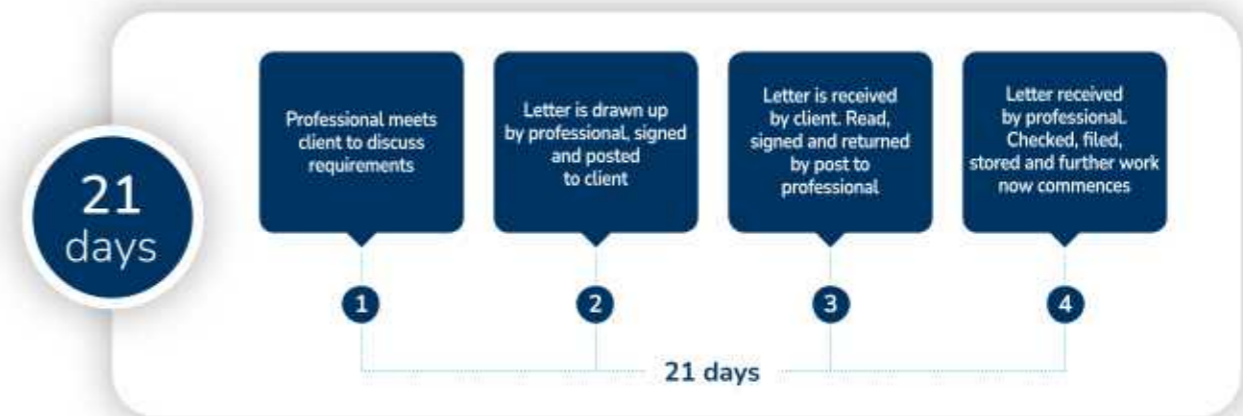 21
days
Professional meets
client to discuss
requirements
Letter is drawn up
by professional, signed
and posted
to client
Letter is received
by client. Read,
signed and returned
by post to
professional
Letter received
by professional.
Checked, filed,
stored and further work
now commences
1
2
3
4
21 days